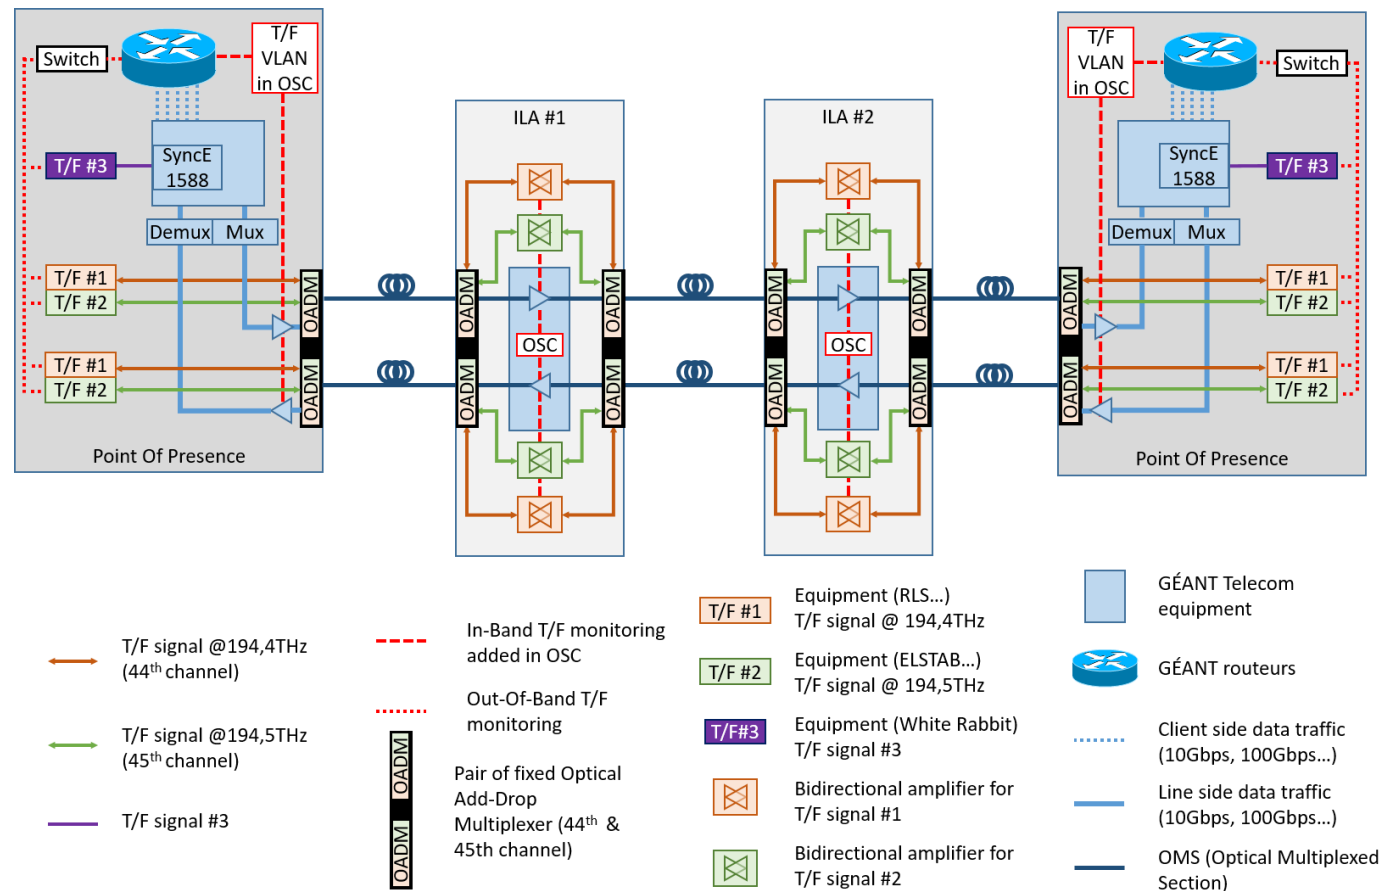 T/F
VLAN
in OSC
Switch
T/F #3
SyncE
1588
Demux
Mux
T/F #1
T/F #2
OADM
T/F #1
T/F #2
OADM
Point Of Presence
ILA #1
OADM
OADM
OSC
OADM
OADM
ILA #2
OADM
OADM
OSC
OADM
OADM
T/F
VLAN
in OSC
Switch
SyncE
1588
T/F #3
Demux
Mux
OADM
T/F #1
T/F #2
OADM
T/F #1
T/F #2
Point Of Presence
T/F signal @194,4THz
(44th channel)
T/F signal @194,5THz
(45th channel)
T/F signal #3
In-Band T/F monitoring
added in OSC
Out-Of-Band T/F
monitoring
OADM
OADM
Pair of fixed Optical
Add-Drop
Multiplexer (44th &
45th channel)
T/F #1
Equipment (RLS...)
T/F signal @ 194,4THz
T/F #2
Equipment (ELSTAB...)
T/F signal @ 194,5THz
T/F#3
Equipment (White Rabbit)
T/F signal #3
Bidirectional amplifier for
T/F signal #1
Bidirectional amplifier for
T/F signal #2
GÉANT Telecom
equipment
GÉANT routeurs
Client side data traffic
(10Gbps, 100Gbps...)
Line side data traffic
(10Gbps, 100Gbps...)
OMS (Optical Multiplexed
Section)